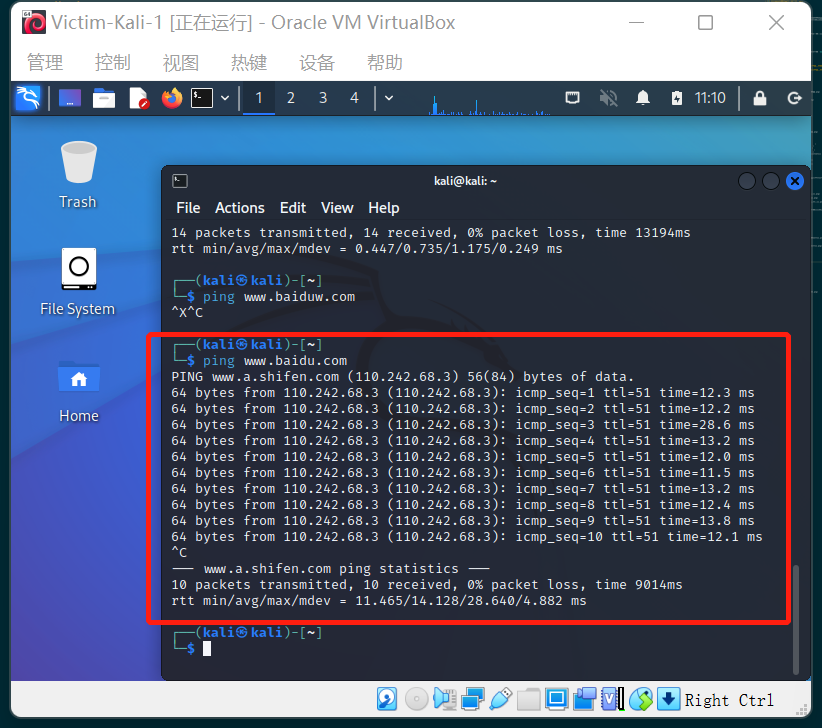 Victim-Kali-1 [正在运行] - Oracle VM VirtualBox
管理 控制 视图 热键 设备 帮助
1 2 3 4 11:10
Trash
File System
Home
kali@kali: ~
File Actions Edit View Help
14 packets transmitted, 14 received, 0% packet loss, time 13194ms
rtt min/avg/max/mdev = 0.447/0.735/1.175/0.249 ms
┌──(kali㉿kali)-[~]
└─$ ping www.baiduw.com
^X^C
┌──(kali㉿kali)-[~]
└─$ ping www.baidu.com
PING www.a.shifen.com (110.242.68.3) 56(84) bytes of data.
64 bytes from 110.242.68.3 (110.242.68.3): icmp_seq=1 ttl=51 time=12.3 ms
64 bytes from 110.242.68.3 (110.242.68.3): icmp_seq=2 ttl=51 time=12.2 ms
64 bytes from 110.242.68.3 (110.242.68.3): icmp_seq=3 ttl=51 time=28.6 ms
64 bytes from 110.242.68.3 (110.242.68.3): icmp_seq=4 ttl=51 time=13.2 ms
64 bytes from 110.242.68.3 (110.242.68.3): icmp_seq=5 ttl=51 time=12.0 ms
64 bytes from 110.242.68.3 (110.242.68.3): icmp_seq=6 ttl=51 time=11.5 ms
64 bytes from 110.242.68.3 (110.242.68.3): icmp_seq=7 ttl=51 time=13.2 ms
64 bytes from 110.242.68.3 (110.242.68.3): icmp_seq=8 ttl=51 time=12.4 ms
64 bytes from 110.242.68.3 (110.242.68.3): icmp_seq=9 ttl=51 time=13.8 ms
64 bytes from 110.242.68.3 (110.242.68.3): icmp_seq=10 ttl=51 time=12.1 ms
^C
--- www.a.shifen.com ping statistics ---
10 packets transmitted, 10 received, 0% packet loss, time 9014ms
rtt min/avg/max/mdev = 11.465/14.128/28.640/4.882 ms
┌──(kali㉿kali)-[~]
└─$
Right Ctrl